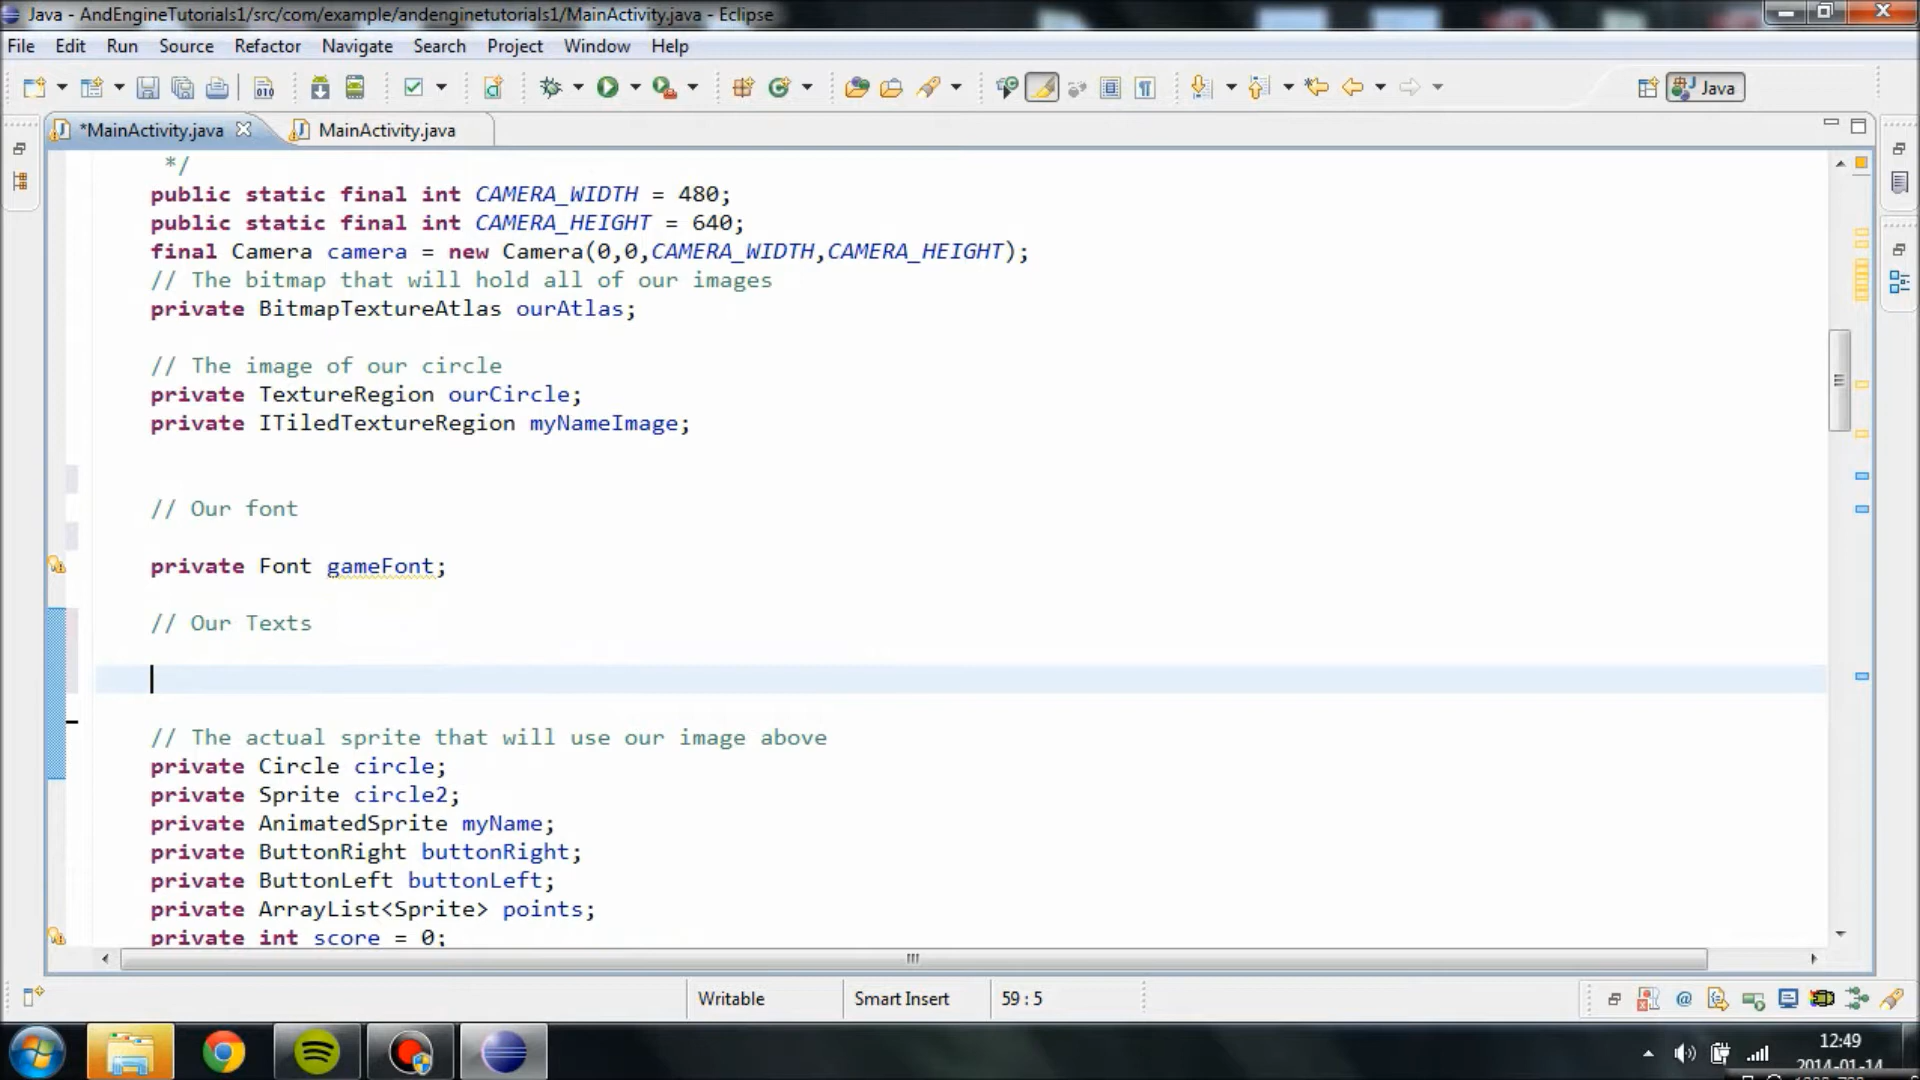 Java - AndEngineTutorials1/src/com/example/andenginetutorials1/MainActivity.java - Eclipse
File Edit Run Source Refactor Navigate Search Project Window Help
Java
*MainActivity.java MainActivity.java
*/
public static final int CAMERA_WIDTH = 480;
public static final int CAMERA_HEIGHT = 640;
final Camera camera = new Camera(0,0,CAMERA_WIDTH,CAMERA_HEIGHT);
// The bitmap that will hold all of our images
private BitmapTextureAtlas ourAtlas;
// The image of our circle
private TextureRegion ourCircle;
private ITiledTextureRegion myNameImage;
// Our font
private Font gameFont;
// Our Texts
// The actual sprite that will use our image above
private Circle circle;
private Sprite circle2;
private AnimatedSprite myName;
private ButtonRight buttonRight;
private ButtonLeft buttonLeft;
private ArrayList<Sprite> points;
private int score = 0;
Writable Smart Insert 59 : 5
12:49
2014-01-14